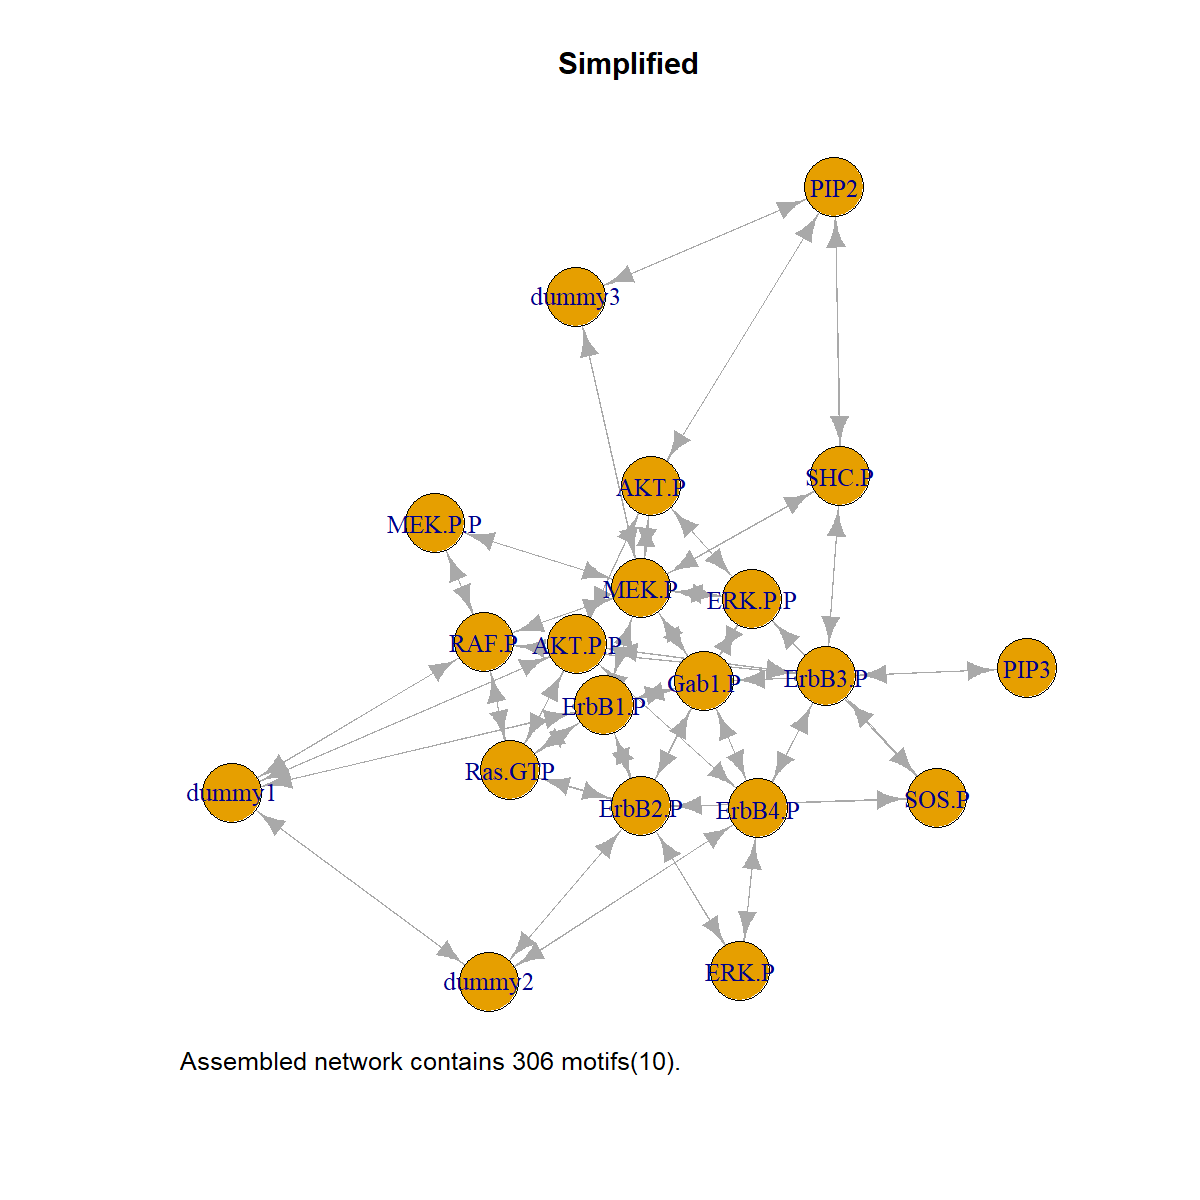 Simplified
PIP2
dummy3
SHC.P
AKT.P
MEK.P.P
MEK.P
ERK.P.P
RAF.P
AKT.P.P
PIP3
Gab1.P
ErbB3.P
ErbB1.P
Ras.GTP
dummy1
SOS.P
ErbB2.P
ErbB4.P
ERK.P
dummy2
Assembled network contains 306 motifs(10).